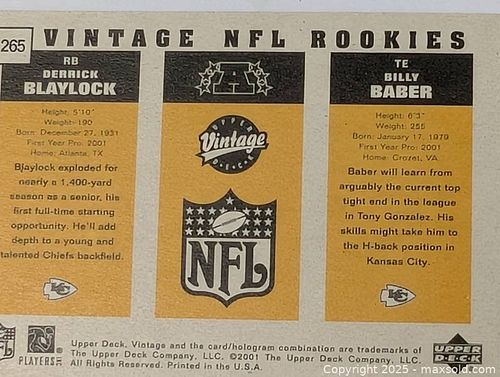 265
VINTAGE NFL ROOKIES
RB
DERRICK
BLAYLOCK
Height: 5'10"
Weight: 190
Born: December 27, 1931
First Year Pro: 2001
Home: Atlanta, TX
Bjaylock exploded for
nearly a 1,400-yard
season as a senior, his
first full-time starting
opportunity. He'll add
depth to a young and
talented Chiefs backfield.
KC
A
UPPER
Vintage
DECK
NFL
TE
BILLY
BABER
Height: 6'3"
Weight: 255
Born: January 17, 1979
First Year Pro: 2001
Home: Crozet, VA
Baber will learn from
arguably the current top
tight end in the league
in Tony Gonzalez. His
skills might take him to
the H-back position in
Kansas City.
KC
PLAYERS INC
Upper Deck, Vintage and the card/hologram combination are trademarks of
The Upper Deck Company, LLC. ©2001 The Upper Deck Company, LLC.
All Rights Reserved. Printed in the U.S.A.
UPPER
DECK
Copyright © 2025 - maxsold.com